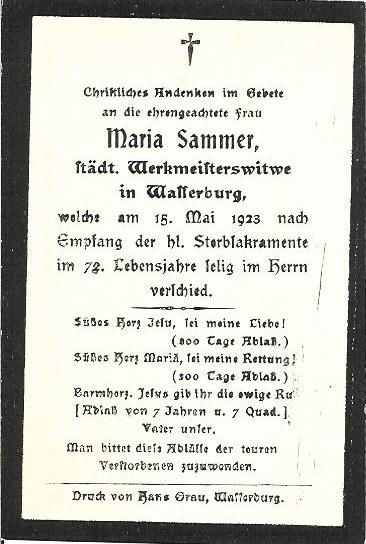 Christliches Andenken im Gebete
an die ehrengeachtete Frau
Maria Sammer,
städt. Werkmeisterswitwe
in Wasserburg,
welche am 15. Mai 1923 nach
Empfang der hl. Sterbsakramente
im 72. Lebensjahre selig im Herrn
verschied.
Süßes Herz Jesu, sei meine Liebe!
(300 Tage Ablaß.)
Süßes Herz Mariä, sei meine Rettung!
(300 Tage Ablaß.)
Barmherz. Jesus gib ihr die ewige Ru
[Ablaß von 7 Jahren u. 7 Quad.]
Vater unser.
Man bittet diese Ablässe der teuren
Verstorbenen zuzuwenden.
Druck von Hans Grau, Wasserburg.